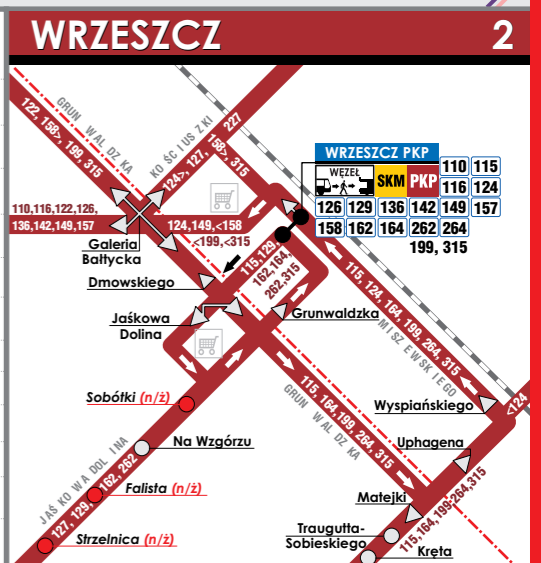 WRZESZCZ 2
GRUNWALDZKA
122, 158>, 199, 315
KOŚCIUSZKI
227
124>, 127, 158>, 315
WRZESZCZ PKP
WĘZEŁ SKM PKP 110 115
116 124
126 129 136 142 149 157
158 162 164 262 264
199, 315
110,116,122,126,
136,142,149,157
124,149,<158
<199,<315
Galeria
Bałtycka
115,129,
162,164,
262,315
Dmowskiego
Jaśkowa
Dolina
Grunwaldzka
115, 124, 164, 199, 264, 315
MISZEWSKIEGO
GRUNWALDZKA
115, 164,199, 264, 315
Wyspiańskiego
<124
Sobótki (n/ż)
Na Wzgórzu
Uphagena
JAŚKOWA DOLINA
127, 129, 162, 262
Falista (n/ż)
Matejki
115,164,199,264,315
Traugutta-
Sobieskiego
Strzelnica (n/ż)
Kręta